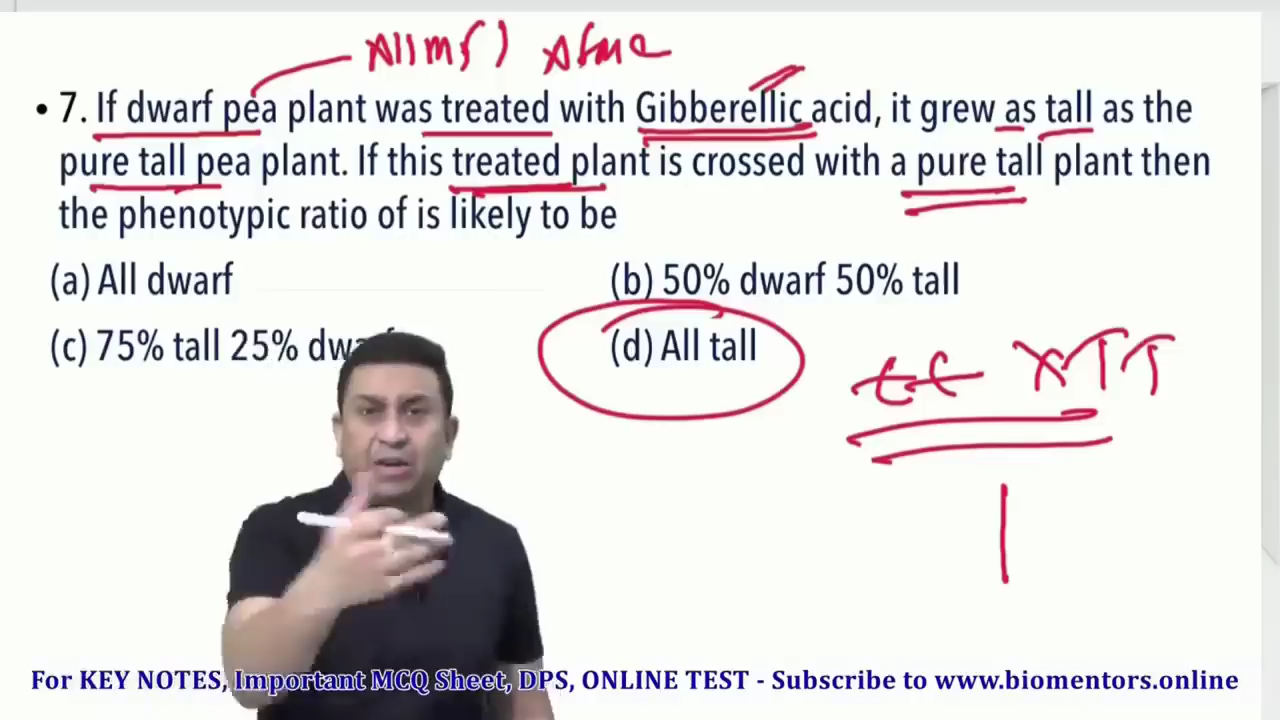 • 7. If dwarf pea plant was treated with Gibberellic acid, it grew as tall as the
pure tall pea plant. If this treated plant is crossed with a pure tall plant then
the phenotypic ratio of is likely to be
(a) All dwarf
(b) 50% dwarf 50% tall
(c) 75% tall 25% dwa
(d) All tall
tt X TT
For KEY NOTES, Important MCQ Sheet, DPS, ONLINE TEST - Subscribe to www.biomentors.online